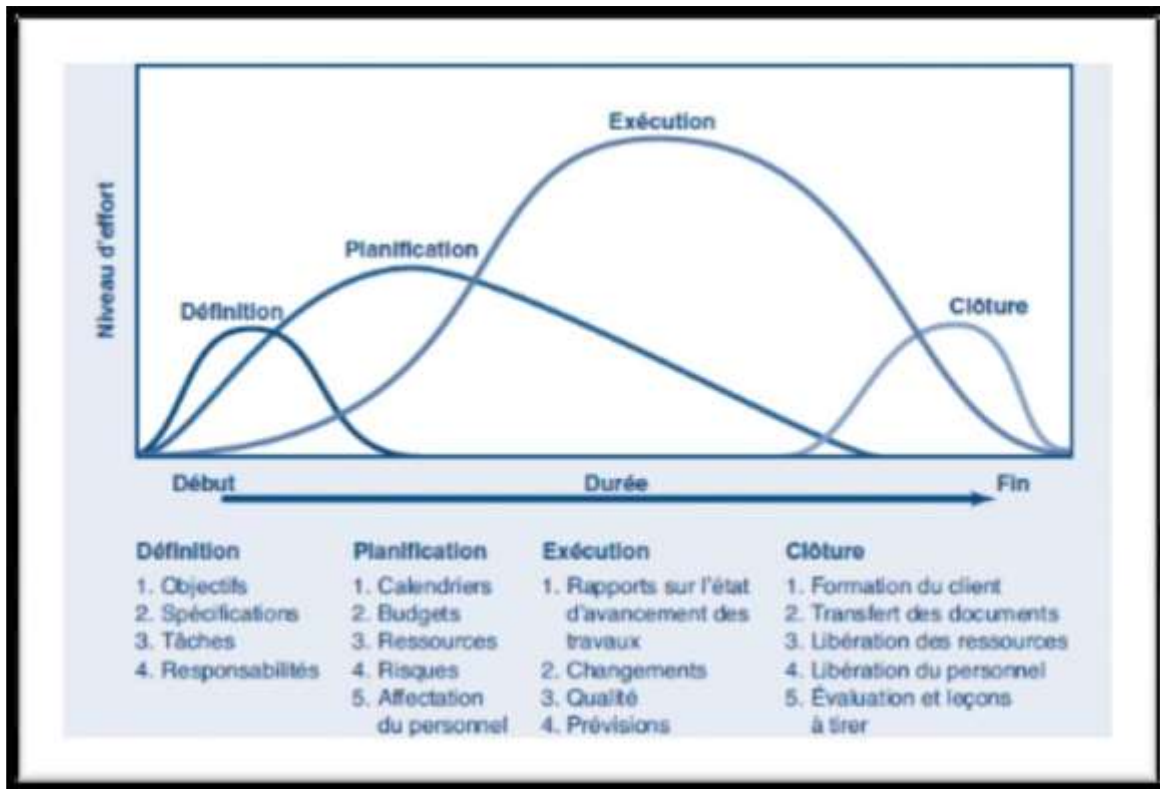 Exécution
Planification
Définition
Clôture
Niveau d'effort
Début
Durée
Fin
Définition
1. Objectifs
2. Spécifications
3. Tâches
4. Responsabilités
Planification
1. Calendriers
2. Budgets
3. Ressources
4. Risques
5. Affectation
du personnel
Exécution
1. Rapports sur l'état
d'avancement des
travaux
2. Changements
3. Qualité
4. Prévisions
Clôture
1. Formation du client
2. Transfert des documents
3. Libération des ressources
4. Libération du personnel
5. Évaluation et leçons
à tirer